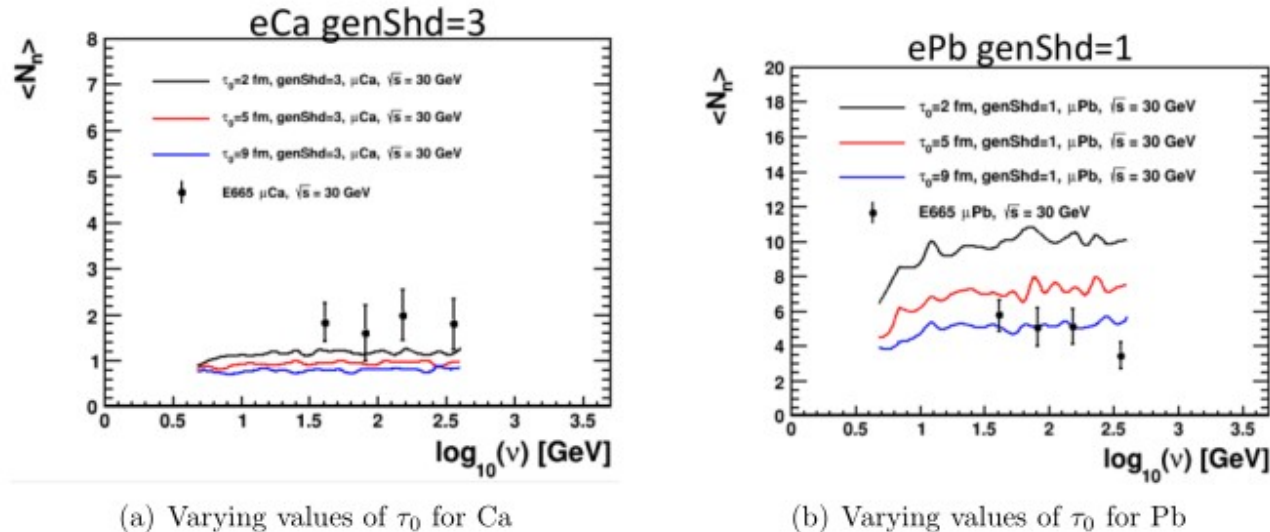 eCa genShd=3
<N_n>
8
7
6
5
4
3
2
1
0
τ₀=2 fm, genShd=3, μCa, √s = 30 GeV
τ₀=5 fm, genShd=3, μCa, √s = 30 GeV
τ₀=9 fm, genShd=3, μCa, √s = 30 GeV
E665 μCa, √s = 30 GeV
0 0.5 1 1.5 2 2.5 3 3.5
log₁₀(ν) [GeV]
(a) Varying values of τ₀ for Ca
ePb genShd=1
<N_n>
20
18
16
14
12
10
8
6
4
2
0
τ₀=2 fm, genShd=1, μPb, √s = 30 GeV
τ₀=5 fm, genShd=1, μPb, √s = 30 GeV
τ₀=9 fm, genShd=1, μPb, √s = 30 GeV
E665 μPb, √s = 30 GeV
0 0.5 1 1.5 2 2.5 3 3.5
log₁₀(ν) [GeV]
(b) Varying values of τ₀ for Pb